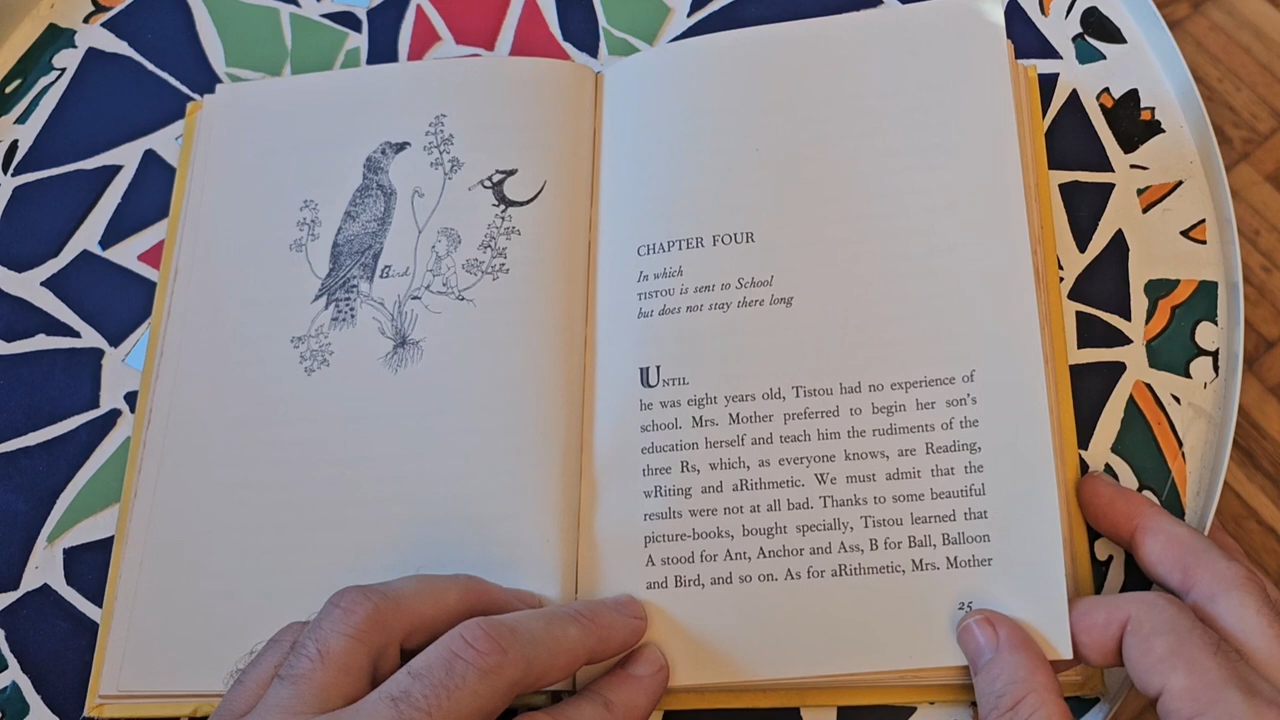 Bird
CHAPTER FOUR
In which
TISTOU is sent to School
but does not stay there long
UNTIL
he was eight years old, Tistou had no experience of
school. Mrs. Mother preferred to begin her son's
education herself and teach him the rudiments of the
three Rs, which, as everyone knows, are Reading,
wRiting and aRithmetic. We must admit that the
results were not at all bad. Thanks to some beautiful
picture-books, bought specially, Tistou learned that
A stood for Ant, Anchor and Ass, B for Ball, Balloon
and Bird, and so on. As for aRithmetic, Mrs. Mother
25